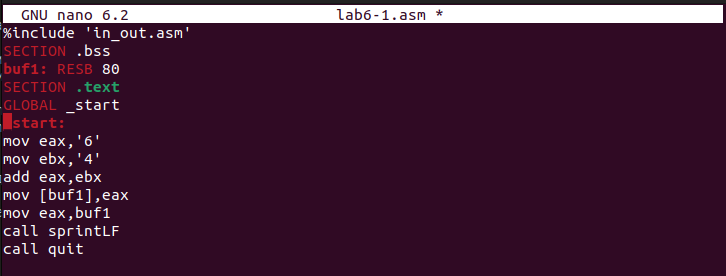 GNU nano 6.2 lab6-1.asm *
%include 'in_out.asm'
SECTION .bss
buf1: RESB 80
SECTION .text
GLOBAL _start
_start:
mov eax,'6'
mov ebx,'4'
add eax,ebx
mov [buf1],eax
mov eax,buf1
call sprintLF
call quit